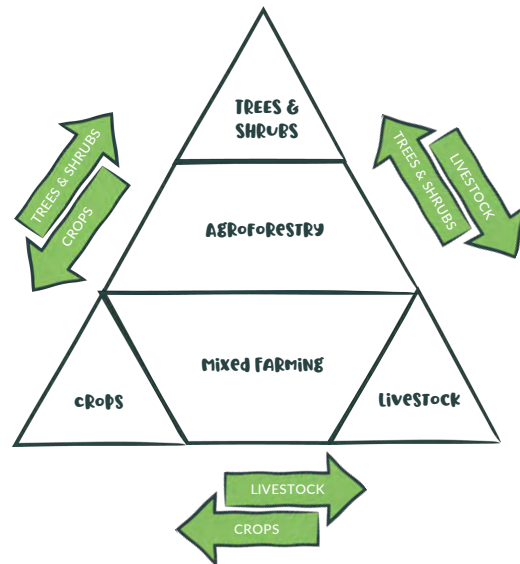 TREES &
SHRUBS
TREES & SHRUBS
CROPS
TREES & SHRUBS
LIVESTOCK
AGROFORESTRY
MIXED FARMING
CROPS
LIVESTOCK
LIVESTOCK
CROPS